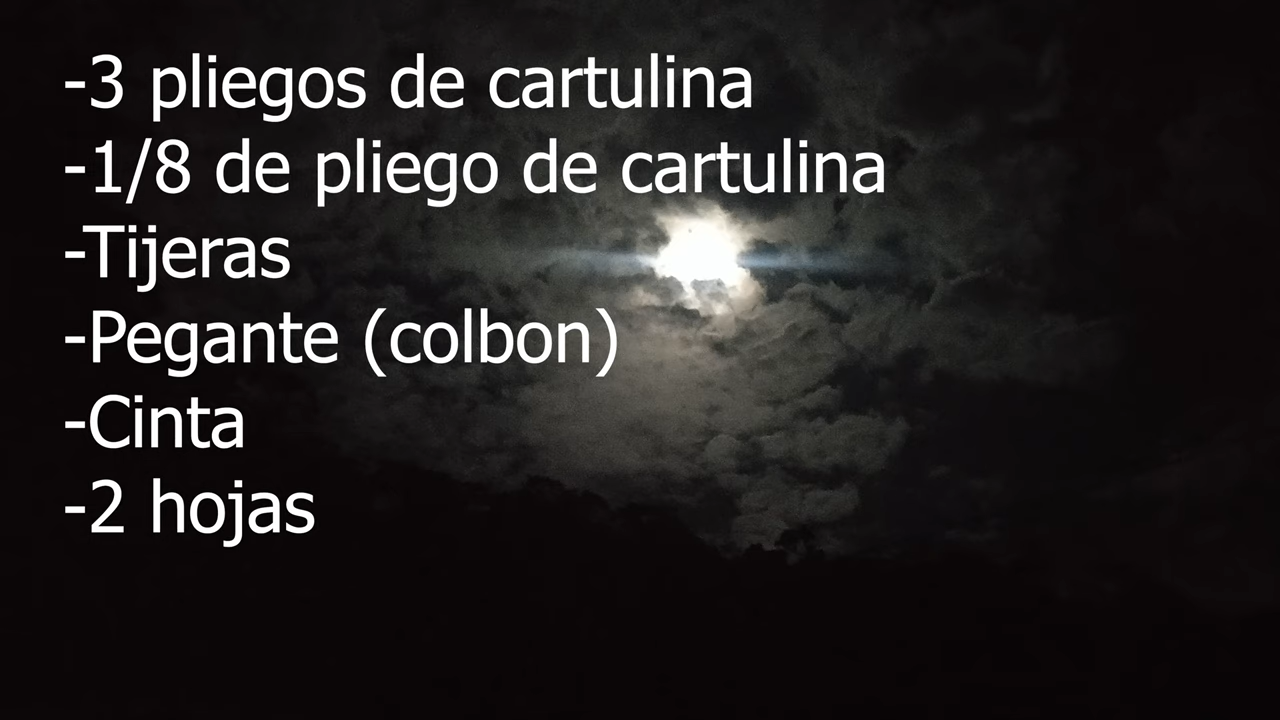 -3 pliegos de cartulina
-1/8 de pliego de cartulina
-Tijeras
-Pegante (colbon)
-Cinta
-2 hojas